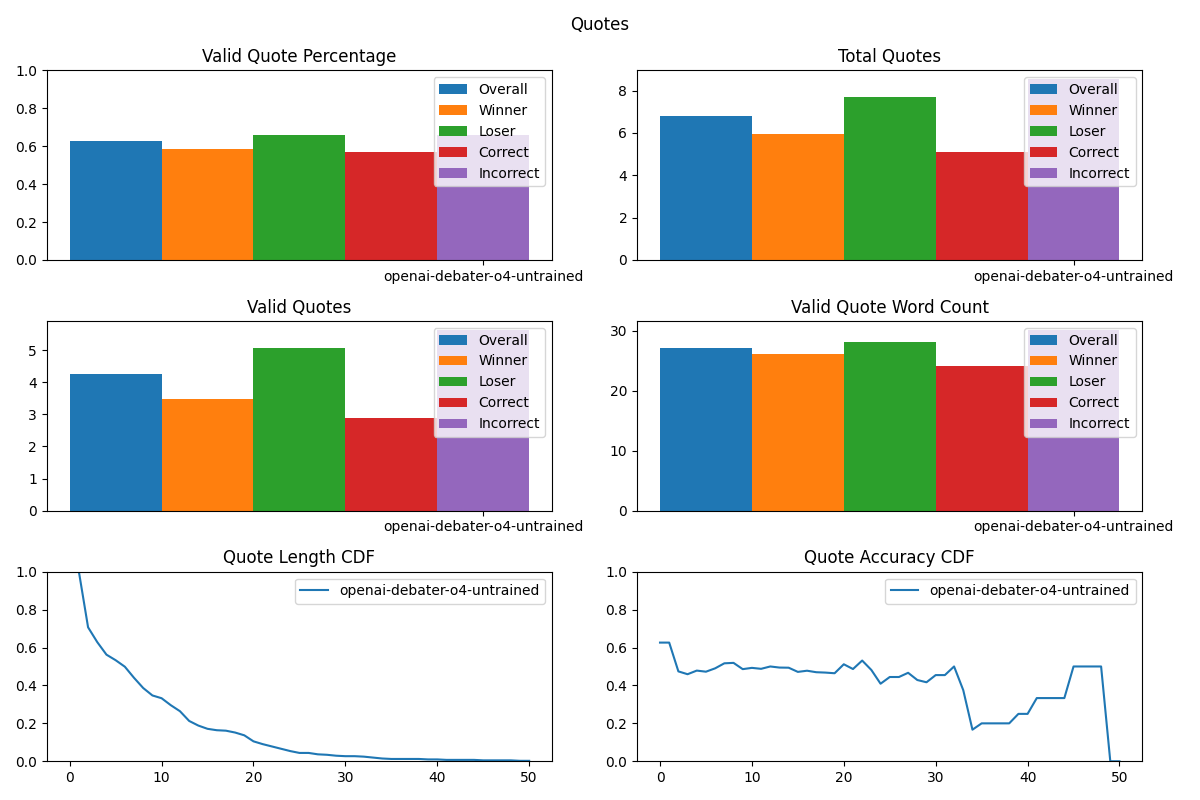 Quotes
Valid Quote Percentage
1.0
0.8
0.6
0.4
0.2
0.0
Overall
Winner
Loser
Correct
Incorrect
openai-debater-o4-untrained
Total Quotes
8
6
4
2
0
Overall
Winner
Loser
Correct
Incorrect
openai-debater-o4-untrained
Valid Quotes
5
4
3
2
1
0
Overall
Winner
Loser
Correct
Incorrect
openai-debater-o4-untrained
Valid Quote Word Count
30
20
10
0
Overall
Winner
Loser
Correct
Incorrect
openai-debater-o4-untrained
Quote Length CDF
1.0
0.8
0.6
0.4
0.2
0.0
openai-debater-o4-untrained
0 10 20 30 40 50
Quote Accuracy CDF
1.0
0.8
0.6
0.4
0.2
0.0
openai-debater-o4-untrained
0 10 20 30 40 50